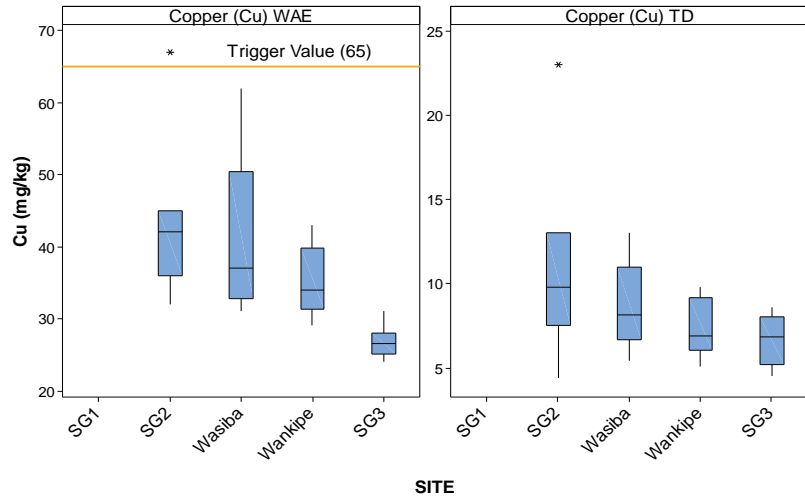 Copper (Cu) WAE
Copper (Cu) TD
* Trigger Value (65)
Cu (mg/kg)
70
60
50
40
30
20
25
20
15
10
5
*
SG1 SG2 Wasiba Wankipe SG3
SG1 SG2 Wasiba Wankipe SG3
SITE